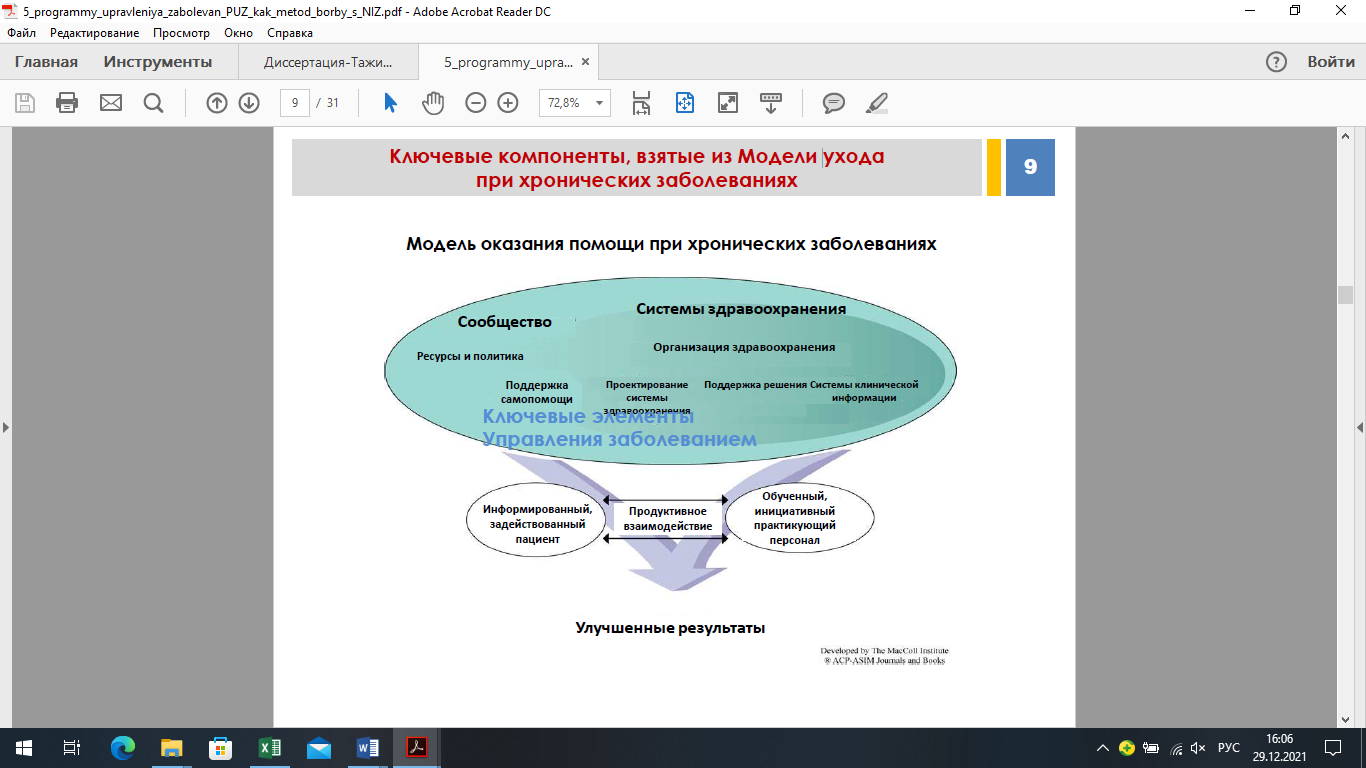 5_programmy_upravleniya_zabolevan_PUZ_kak_metod_borby_s_NIZ.pdf - Adobe Acrobat Reader DC
Файл Редактирование Просмотр Окно Справка
Главная Инструменты Диссертация-Тажи... 5_programmy_upra... Войти
9 / 31 72,8%
Ключевые компоненты, взятые из Модели ухода
при хронических заболеваниях
9
Модель оказания помощи при хронических заболеваниях
Системы здравоохранения
Сообщество
Организация здравоохранения
Ресурсы и политика
Поддержка
самопомощи
Проектирование
системы
здравоохранения
Поддержка решения
Системы клинической
информации
Ключевые элементы
Управления заболеванием
Информированный,
задействованный
пациент
Продуктивное
взаимодействие
Обученный,
инициативный
практикующий
персонал
Улучшенные результаты
Developed by The MacColl Institute
® ACP-ASIM Journals and Books
РУС
16:06
29.12.2021